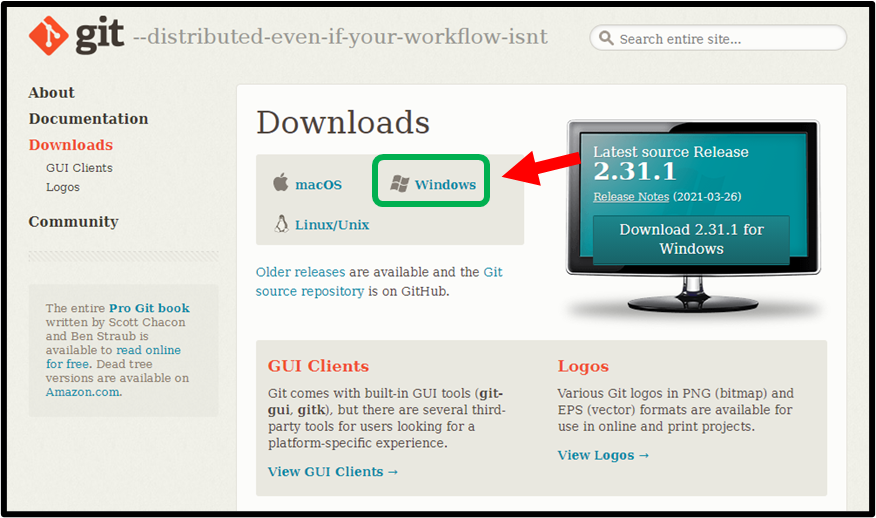 git --distributed-even-if-your-workflow-isnt
Search entire site...
About
Documentation
Downloads
GUI Clients
Logos
Community
The entire Pro Git book
written by Scott Chacon
and Ben Straub is
available to read online
for free. Dead tree
versions are available on
Amazon.com.
Downloads
macOS
Windows
Linux/Unix
Older releases are available and the Git
source repository is on GitHub.
Latest source Release
2.31.1
Release Notes (2021-03-26)
Download 2.31.1 for
Windows
GUI Clients
Git comes with built-in GUI tools (git-
gui, gitk), but there are several third-
party tools for users looking for a
platform-specific experience.
View GUI Clients →
Logos
Various Git logos in PNG (bitmap) and
EPS (vector) formats are available for
use in online and print projects.
View Logos →